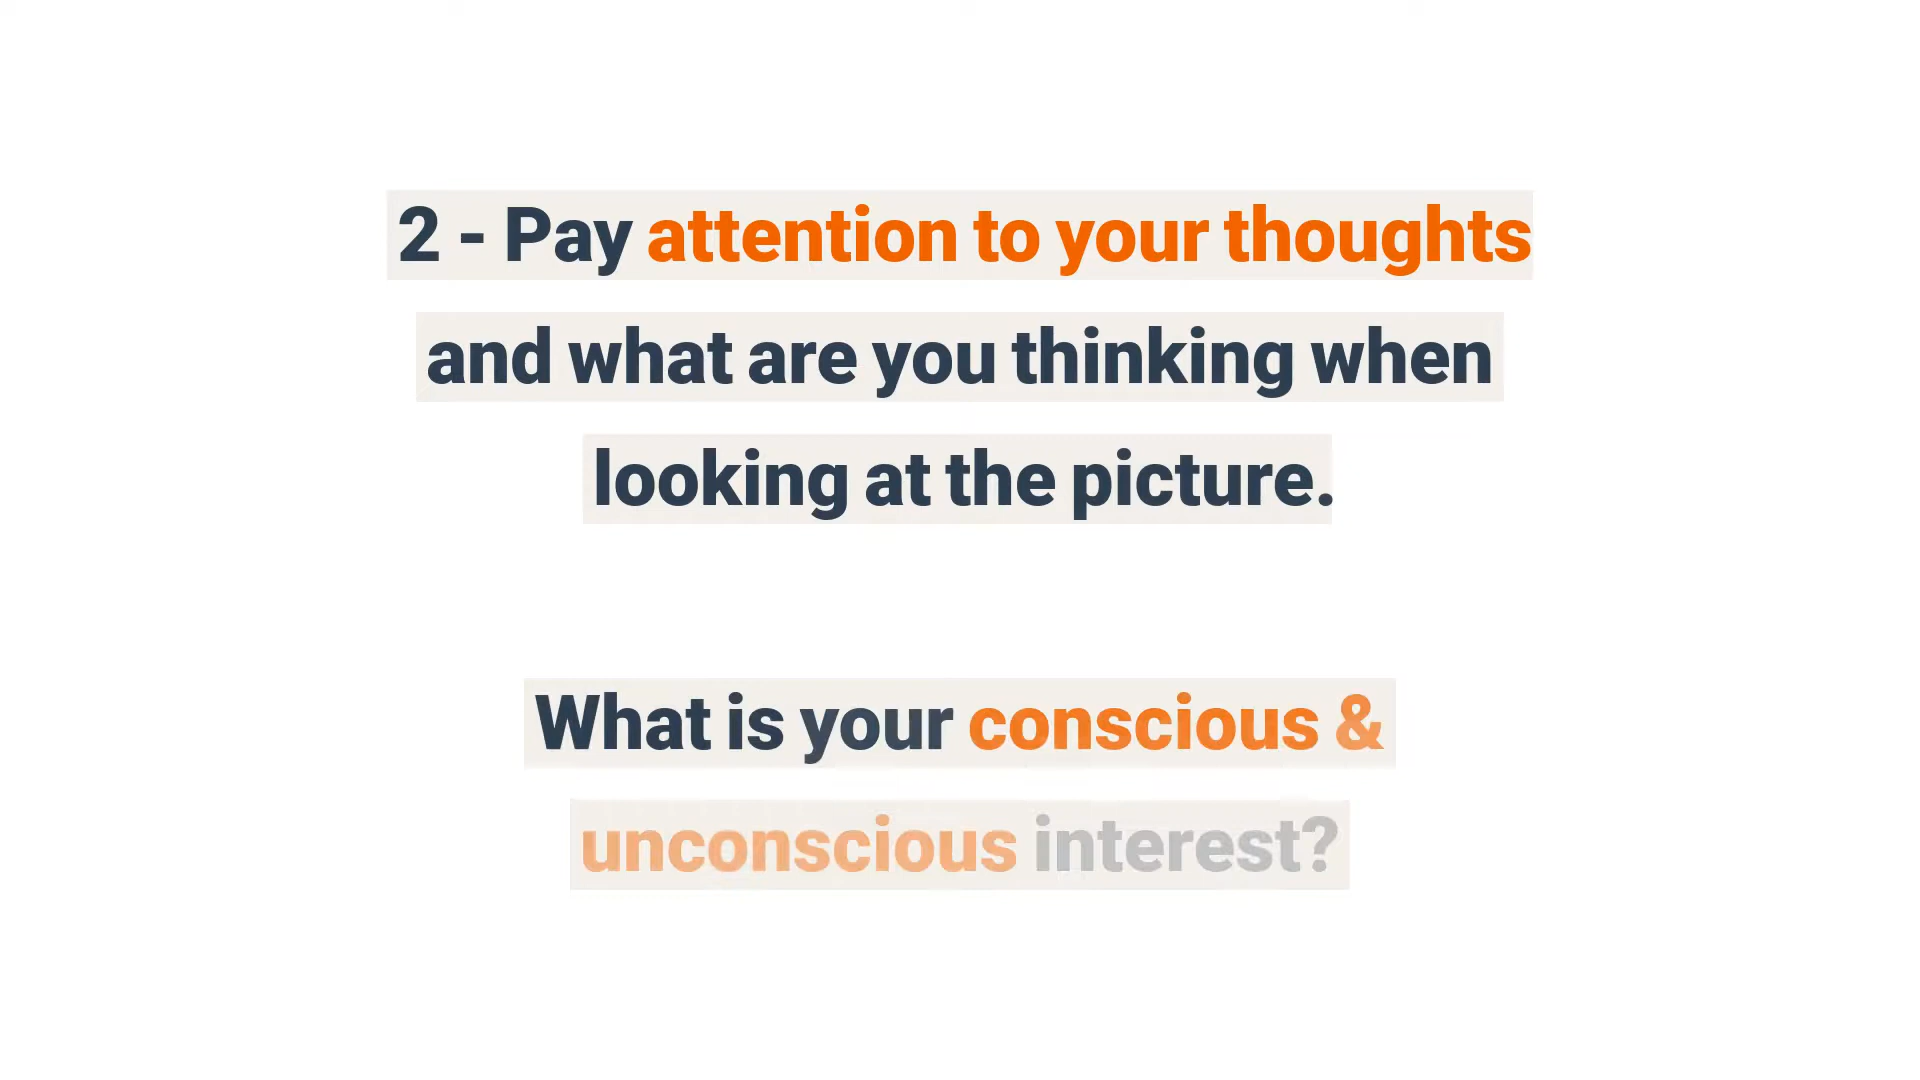 2 - Pay attention to your thoughts
and what are you thinking when
looking at the picture.
What is your conscious &
unconscious interest?